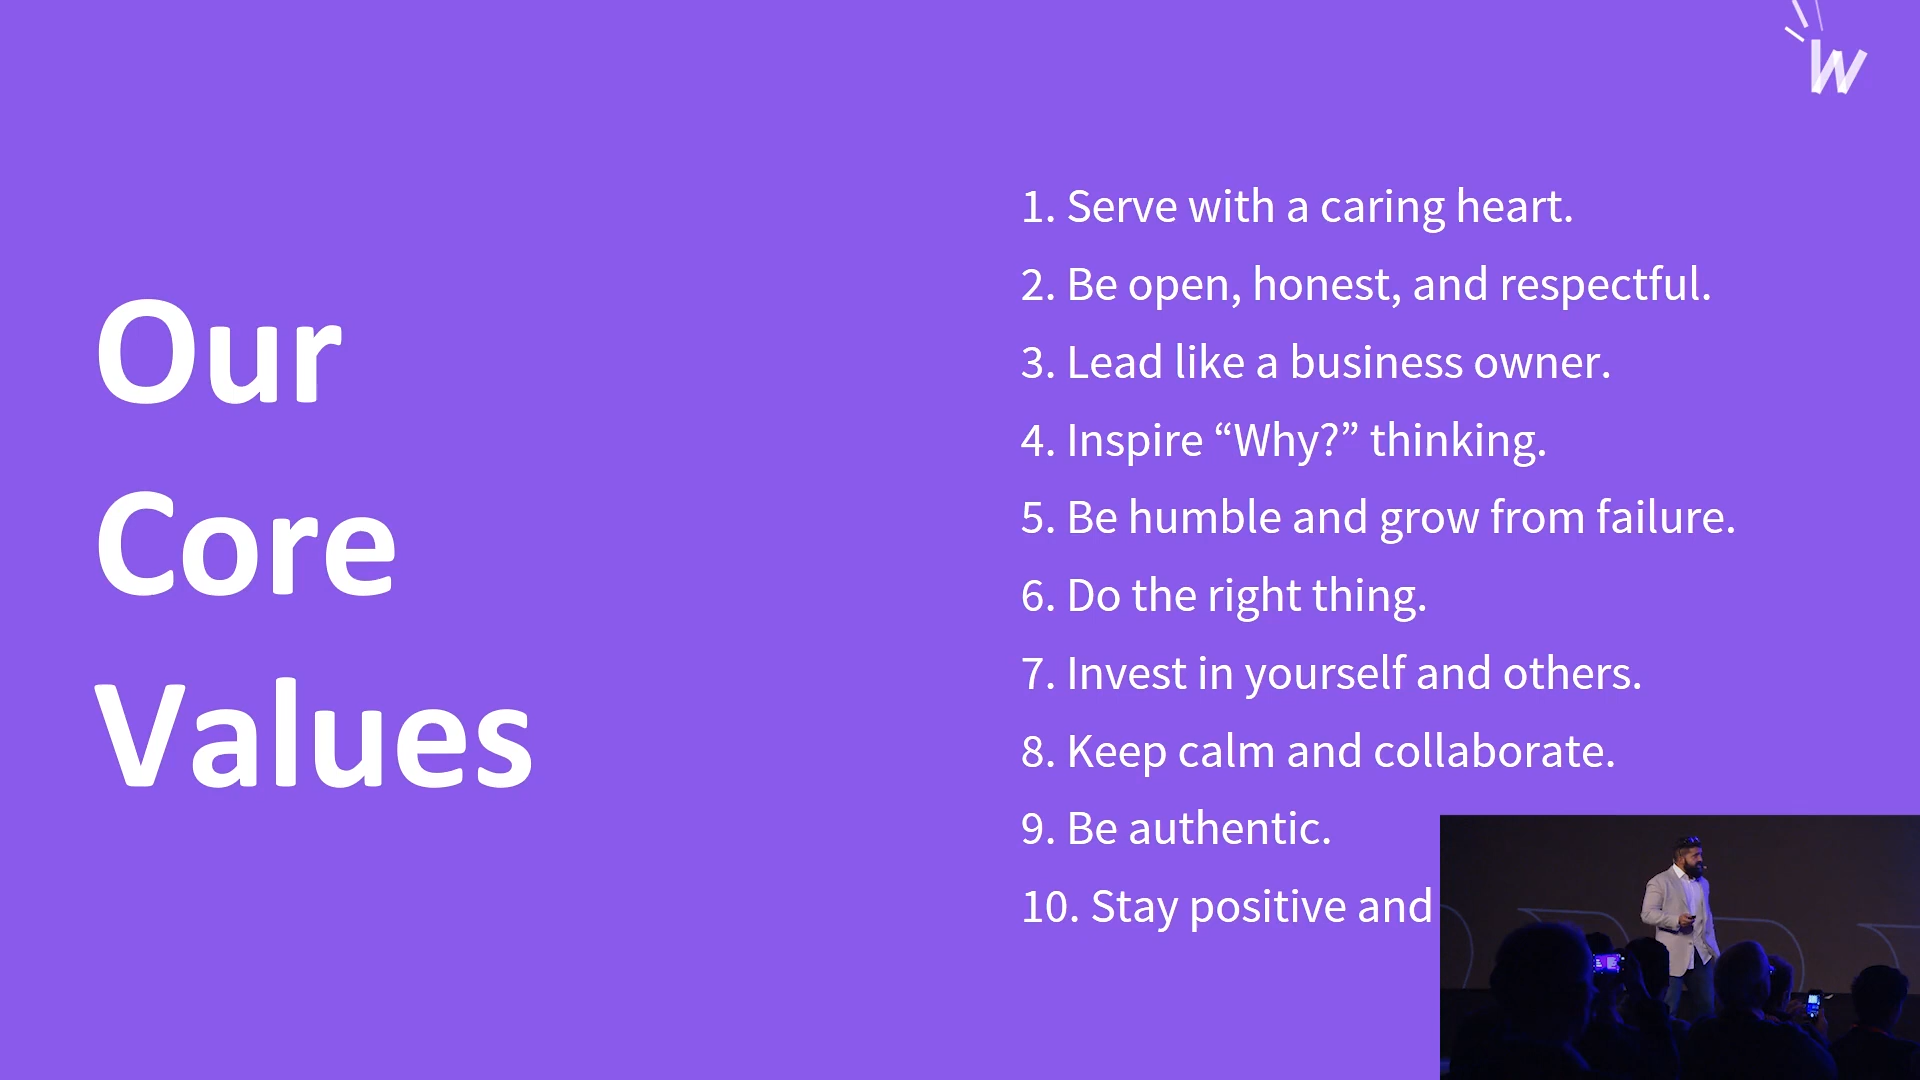 W
Our
Core
Values
1. Serve with a caring heart.
2. Be open, honest, and respectful.
3. Lead like a business owner.
4. Inspire “Why?” thinking.
5. Be humble and grow from failure.
6. Do the right thing.
7. Invest in yourself and others.
8. Keep calm and collaborate.
9. Be authentic.
10. Stay positive and